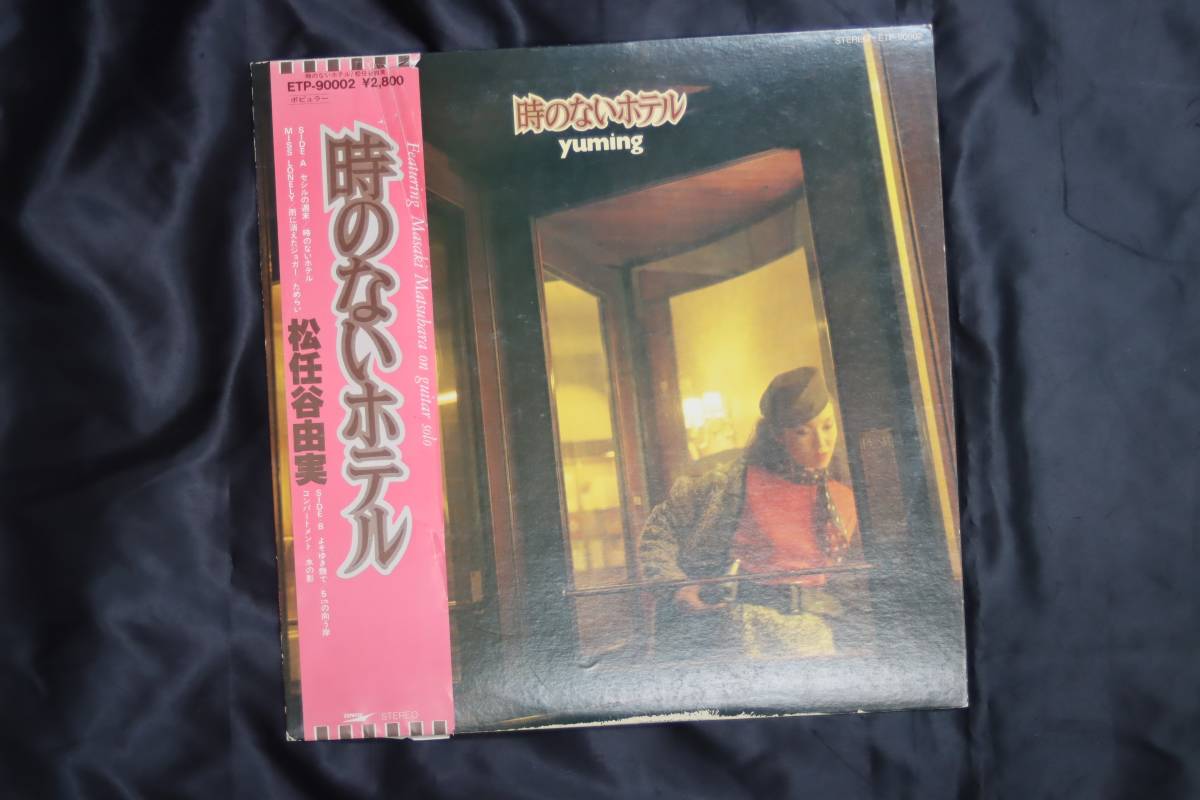 時のないホテル/松任谷由実
ETP-90002 ¥2,800
ポピュラー
Featuring Masaki Matsubara on guitar solo
時のないホテル
SIDE A セシルの週末・時のないホテル
MISS LONELY・雨に消えたジョガー・ためらい
松任谷由実
SIDE B よそゆき顔で・5cmの向う岸
コンパートメント・水の影
EXPRESS
STEREO
STEREO ETP-90002
時のないホテル
yuming